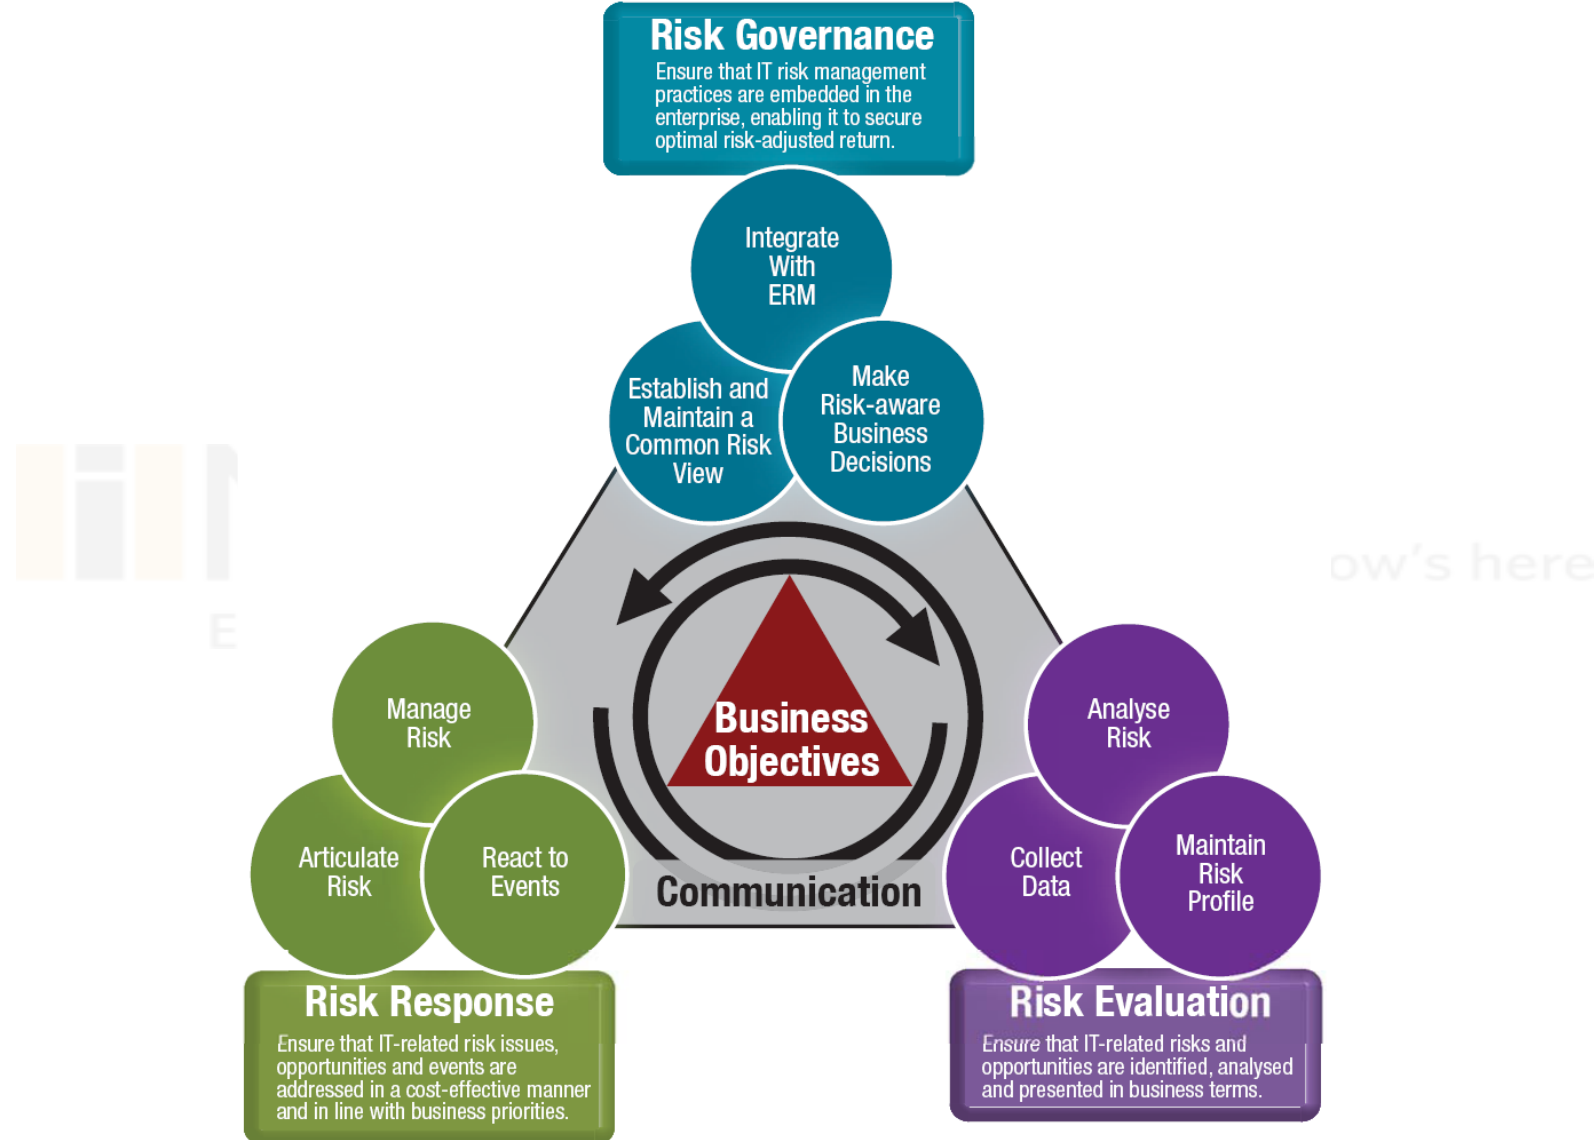 Risk Governance
Ensure that IT risk management
practices are embedded in the
enterprise, enabling it to secure
optimal risk-adjusted return.
Integrate
With
ERM
Establish and
Maintain a
Common Risk
View
Make
Risk-aware
Business
Decisions
ow's here
E
Manage
Risk
Articulate
Risk
React to
Events
Business
Objectives
Communication
Analyse
Risk
Collect
Data
Maintain
Risk
Profile
Risk Response
Ensure that IT-related risk issues,
opportunities and events are
addressed in a cost-effective manner
and in line with business priorities.
Risk Evaluation
Ensure that IT-related risks and
opportunities are identified, analysed
and presented in business terms.